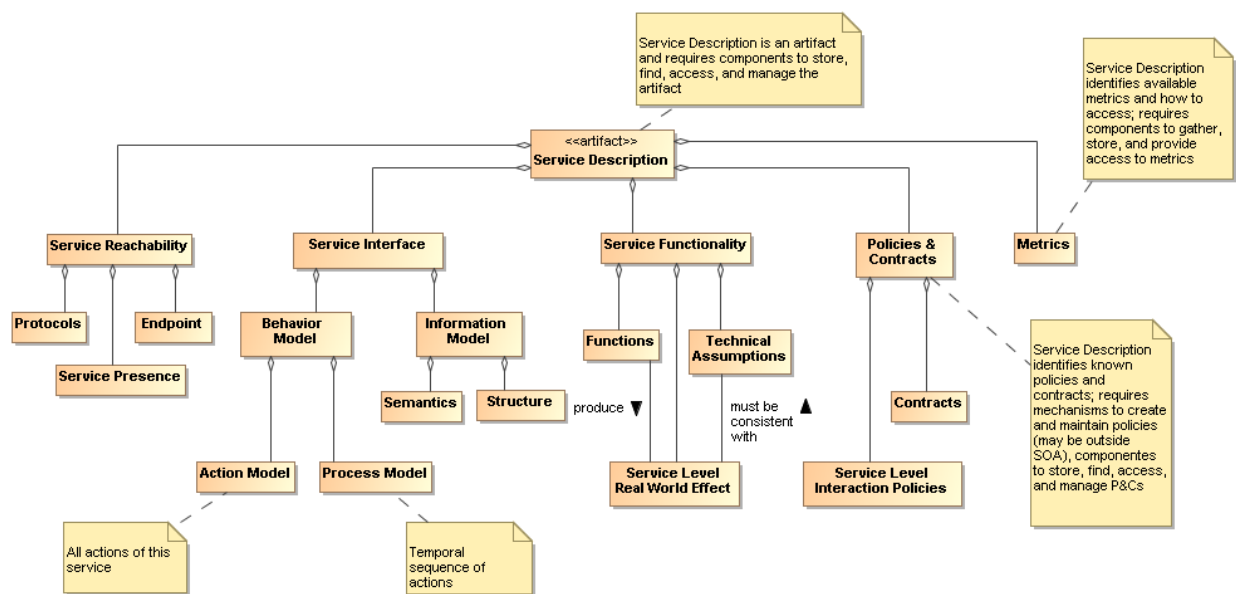 Service Description is an artifact
and requires components to store,
find, access, and manage the
artifact
Service Description
identifies available
metrics and how to
access; requires
components to gather,
store, and provide
access to metrics
<<artifact>>
Service Description
Service Reachability
Service Interface
Service Functionality
Policies &
Contracts
Metrics
Protocols
Endpoint
Service Presence
Behavior
Model
Information
Model
Functions
Technical
Assumptions
Semantics
Structure
produce
must be
consistent
with
Contracts
Service Description
identifies known
policies and
contracts; requires
mechanisms to create
and maintain policies
(may be outside
SOA), componentes
to store, find, access,
and manage P&Cs
Action Model
Process Model
Service Level
Real World Effect
Service Level
Interaction Policies
All actions of this
service
Temporal
sequence of
actions